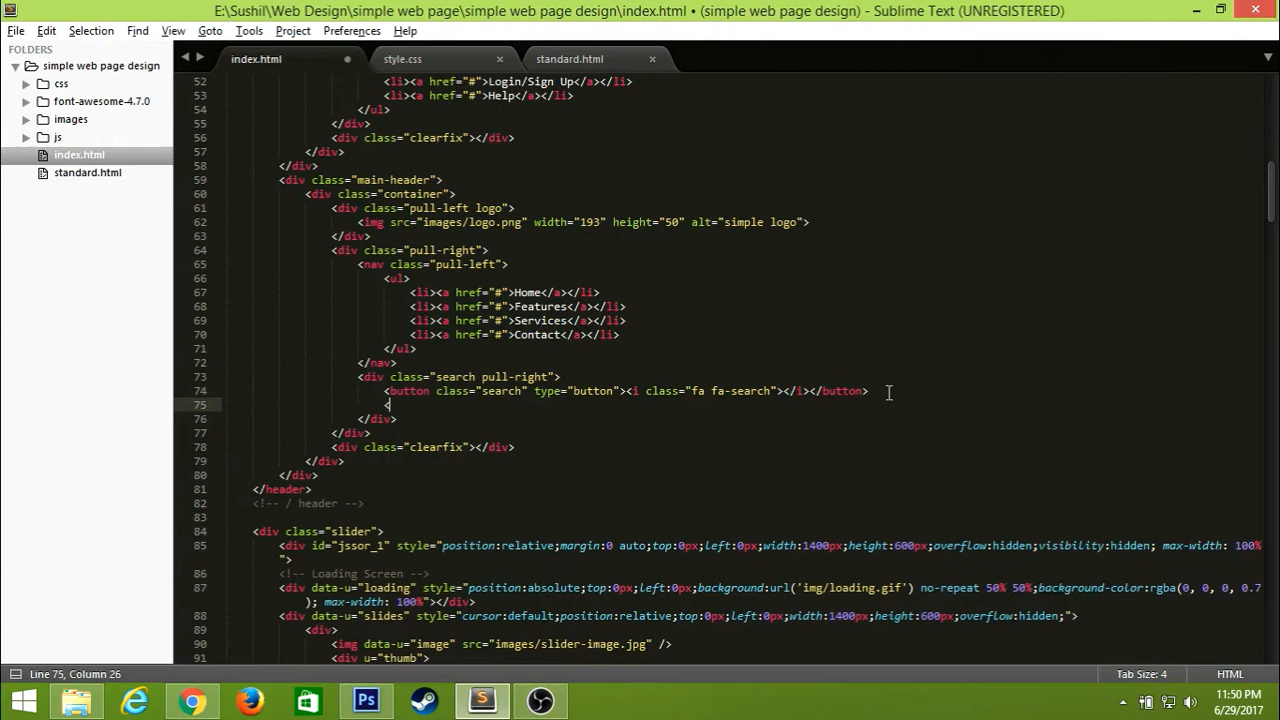 E:\Sushil\Web Design\simple web page\simple web page design\index.html • (simple web page design) - Sublime Text (UNREGISTERED)
File Edit Selection View Goto Tools Project Preferences Help
FOLDERS
simple web page design
css
font-awesome-4.7.0
images
js
index.html
standard.html
index.html style.css standard.html
52 <li><a href="#">Login/Sign Up</a></li>
53 <li><a href="#">Help</a></li>
54 </ul>
55 </div>
56 <div class="clearfix"></div>
57 </div>
58 </div>
59 <div class="main-header">
60 <div class="container">
61 <div class="pull-left logo">
62 <img src="images/logo.png" width="193" height="50" alt="simple logo">
63 </div>
64 <div class="pull-right">
65 <nav class="pull-left">
66 <ul>
67 <li><a href="#">Home</a></li>
68 <li><a href="#">Features</a></li>
69 <li><a href="#">Services</a></li>
70 <li><a href="#">Contact</a></li>
71 </ul>
72 </nav>
73 <div class="search pull-right">
74 <button class="search" type="button"><i class="fa fa-search"></i></button>
75 <
76 </div>
77 </div>
78 <div class="clearfix"></div>
79 </div>
80 </div>
81 </header>
82 <!-- / header -->
83
84 <div class="slider">
85 <div id="jssor_1" style="position:relative;margin:0 auto;top:0px;left:0px;width:1400px;height:600px;overflow:hidden;visibility:hidden; max-width: 100%
">
86 <!-- Loading Screen -->
87 <div data-u="loading" style="position:absolute;top:0px;left:0px;background:url('img/loading.gif') no-repeat 50% 50%;background-color:rgba(0, 0, 0, 0.7
); max-width: 100%"></div>
88 <div data-u="slides" style="cursor:default;position:relative;top:0px;left:0px;width:1400px;height:600px;overflow:hidden;">
89 <div>
90 <img data-u="image" src="images/slider-image.jpg" />
91 <div u="thumb">
Line 75, Column 26 Tab Size: 4 HTML
Ps S
11:50 PM
6/29/2017